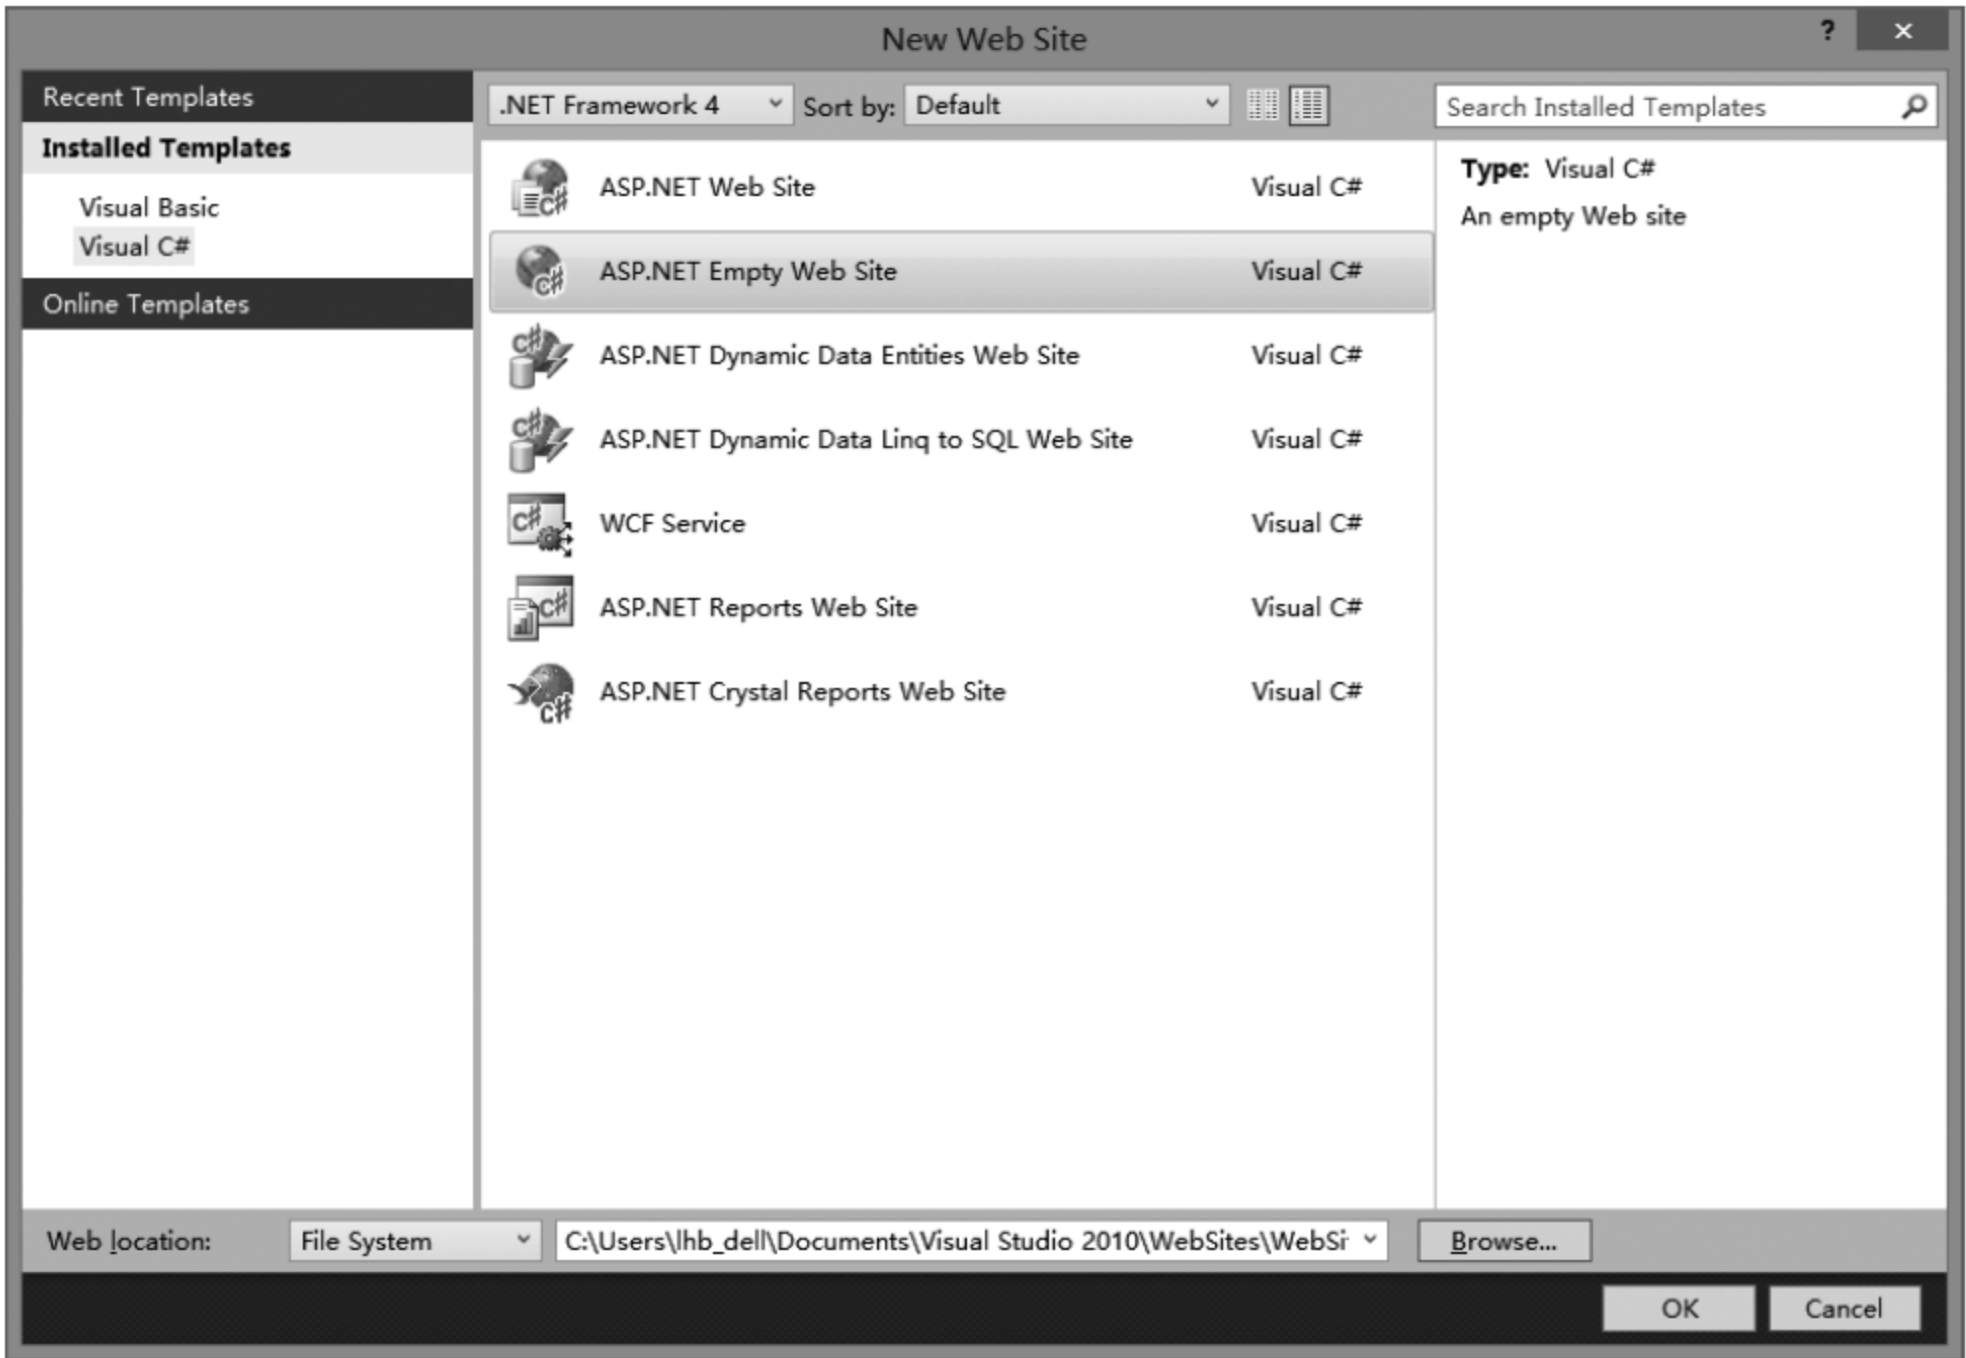 New Web Site
?
Recent Templates
Installed Templates
Visual Basic
Visual C#
Online Templates
.NET Framework 4
Sort by: Default
Search Installed Templates
ASP.NET Web Site Visual C#
ASP.NET Empty Web Site Visual C#
ASP.NET Dynamic Data Entities Web Site Visual C#
ASP.NET Dynamic Data Linq to SQL Web Site Visual C#
WCF Service Visual C#
ASP.NET Reports Web Site Visual C#
ASP.NET Crystal Reports Web Site Visual C#
Type: Visual C#
An empty Web site
Web location: File System C:\Users\lhb_dell\Documents\Visual Studio 2010\WebSites\WebSi Browse...
OK Cancel